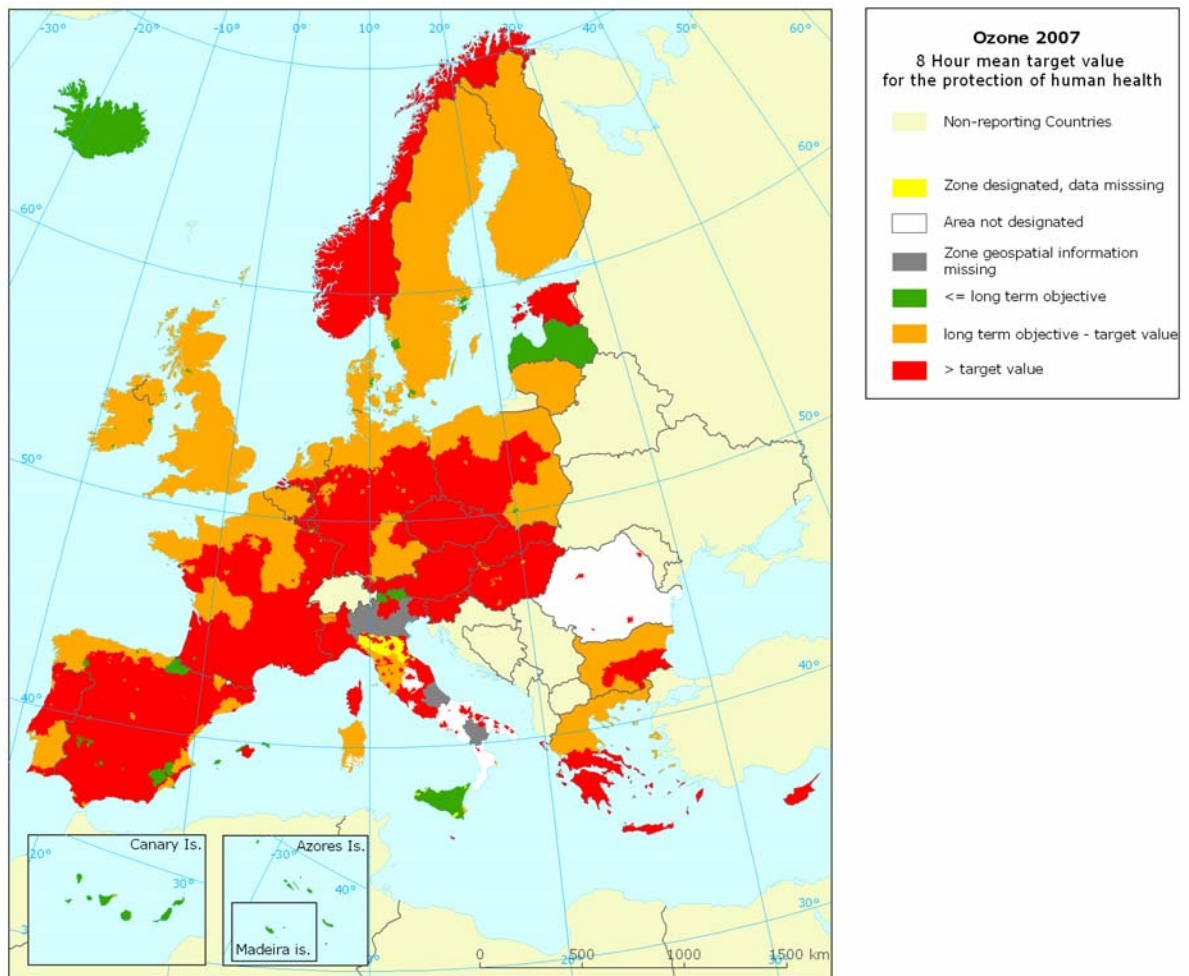 -30°
-20°
-10°
0°
10°
20°
30°
40°
60°
60°
60°
50°
50°
40°
40°
30°
Canary Is.
-20°
30°
Azores Is.
-30°
40°
Madeira is.
0
500
1000
1500 km
Ozone 2007
8 Hour mean target value
for the protection of human health
Non-reporting Countries
Zone designated, data misssing
Area not designated
Zone geospatial information
missing
<= long term objective
long term objective - target value
> target value